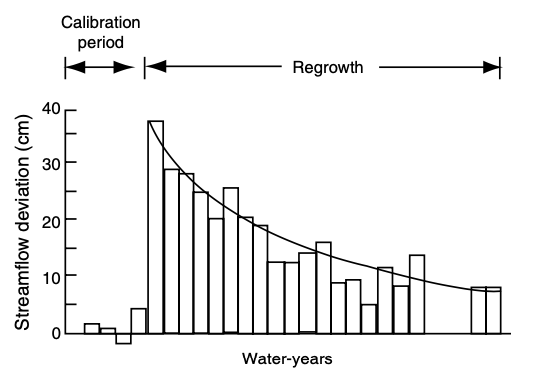 Calibration
period
Regrowth
Streamflow deviation (cm)
40
30
20
10
0
Water-years